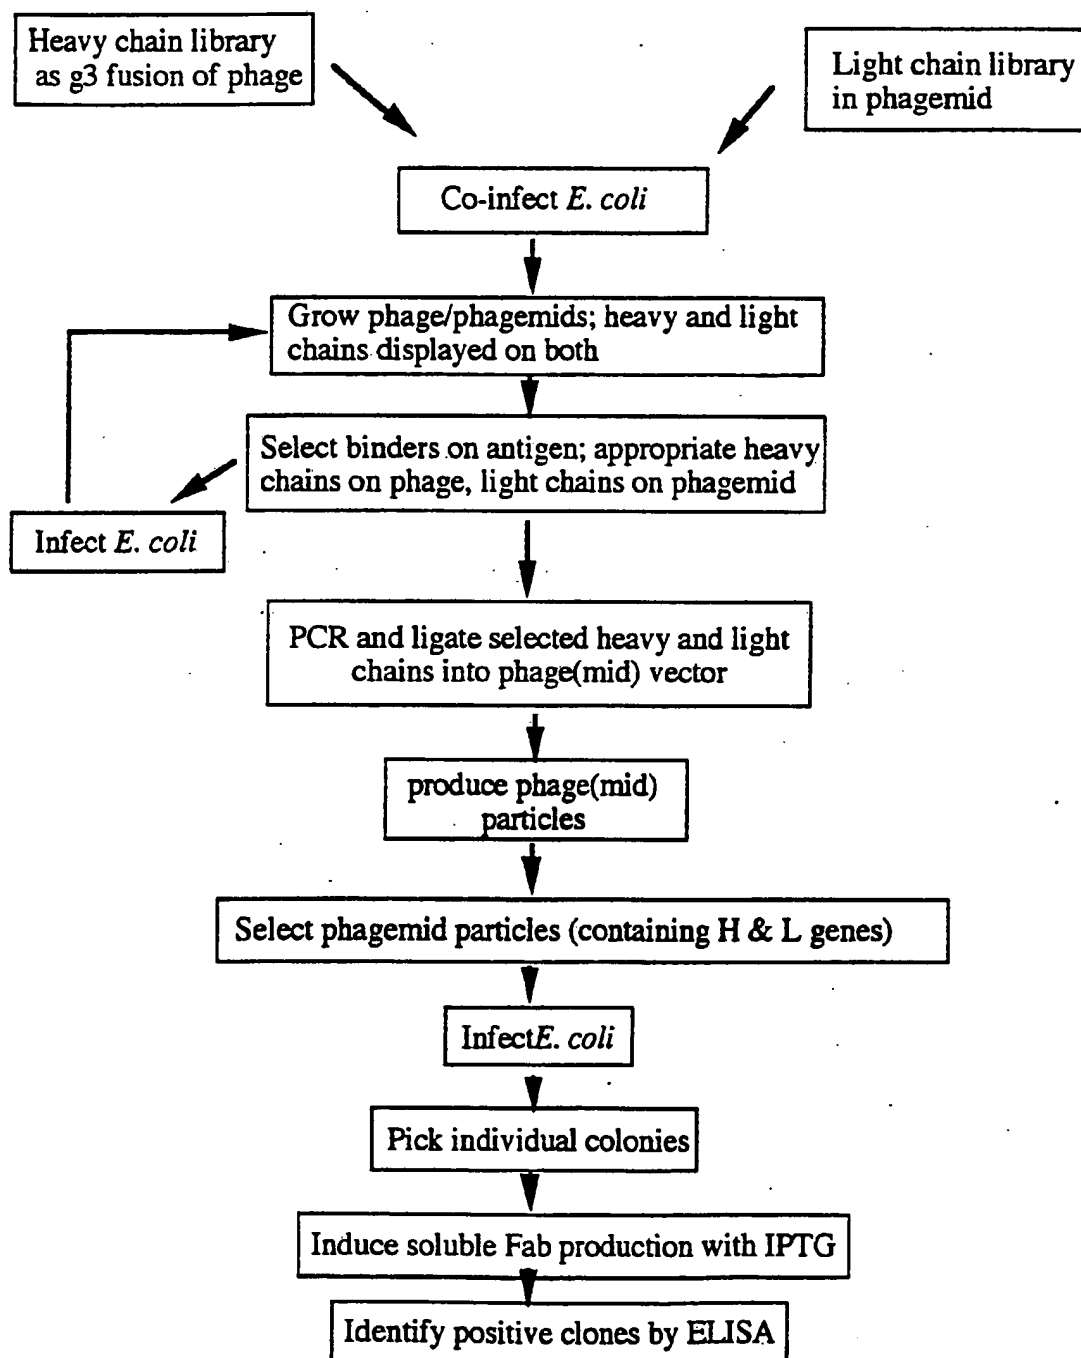 Heavy chain library
as g3 fusion of phage
Light chain library
in phagemid
Co-infect E. coli
Grow phage/phagemids; heavy and light
chains displayed on both
Select binders on antigen; appropriate heavy
chains on phage, light chains on phagemid
Infect E. coli
PCR and ligate selected heavy and light
chains into phage(mid) vector
produce phage(mid)
particles
Select phagemid particles (containing H & L genes)
InfectE. coli
Pick individual colonies
Induce soluble Fab production with IPTG
Identify positive clones by ELISA